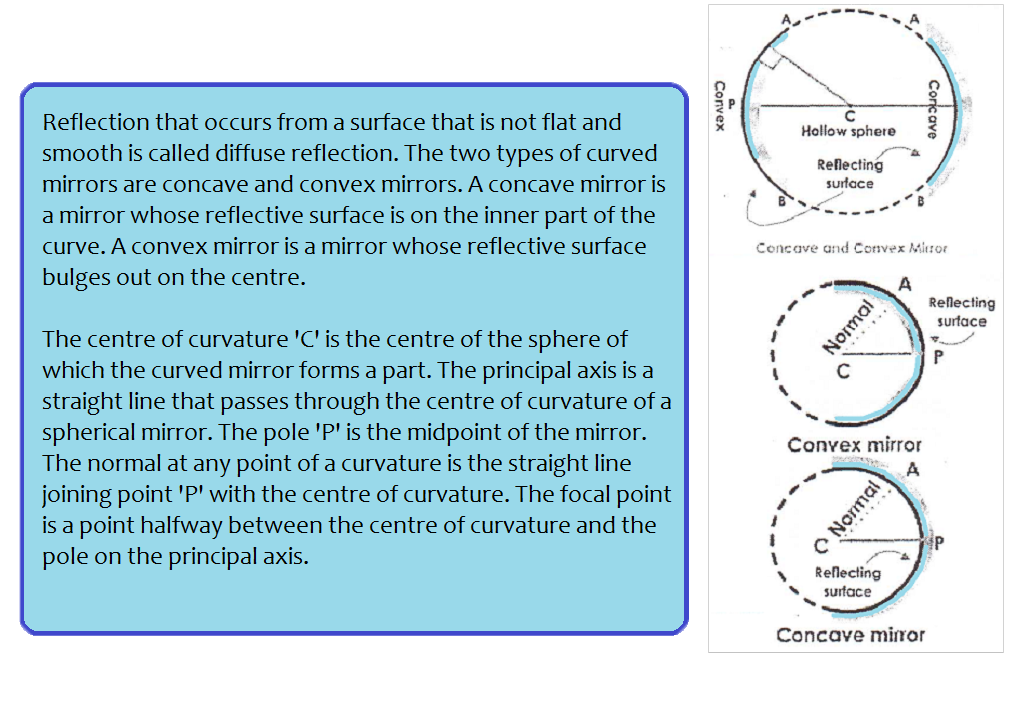 Reflection that occurs from a surface that is not flat and
smooth is called diffuse reflection. The two types of curved
mirrors are concave and convex mirrors. A concave mirror is
a mirror whose reflective surface is on the inner part of the
curve. A convex mirror is a mirror whose reflective surface
bulges out on the centre.
The centre of curvature 'C' is the centre of the sphere of
which the curved mirror forms a part. The principal axis is a
straight line that passes through the centre of curvature of a
spherical mirror. The pole 'P' is the midpoint of the mirror.
The normal at any point of a curvature is the straight line
joining point 'P' with the centre of curvature. The focal point
is a point halfway between the centre of curvature and the
pole on the principal axis.
A
A
Convex
P
C
Concave
Hollow sphere
Reflecting
surface
B
B
Concave and Convex Mirror
A
Reflecting
surface
Normal
P
C
Convex mirror
A
Normal
C
P
Reflecting
surface
Concave mirror